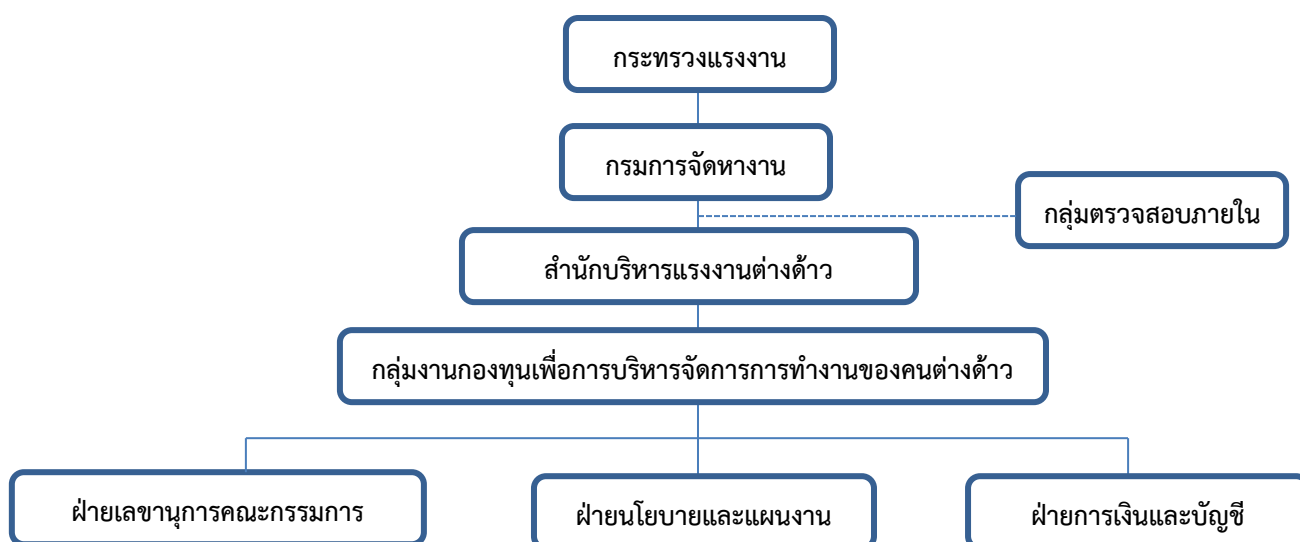 กระทรวงแรงงาน
กรมการจัดหางาน
กลุ่มตรวจสอบภายใน
สำนักบริหารแรงงานต่างด้าว
กลุ่มงานกองทุนเพื่อการบริหารจัดการการทำงานของคนต่างด้าว
ฝ่ายเลขานุการคณะกรรมการ
ฝ่ายนโยบายและแผนงาน
ฝ่ายการเงินและบัญชี